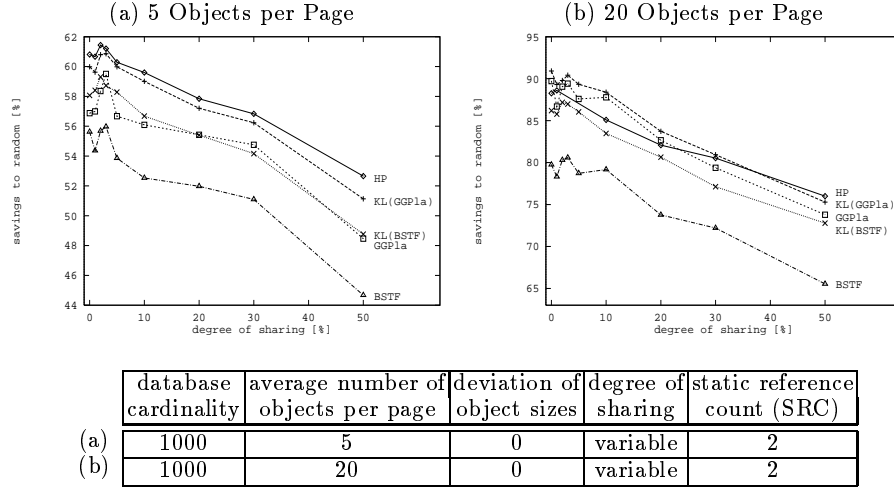 (a) 5 Objects per Page
62
60
58
56
54
52
50
48
46
44
savings to random [%]
HP
KL(GGPla)
KL(BSTF)
GGPla
BSTF
0 10 20 30 40 50
degree of sharing [%]
(b) 20 Objects per Page
95
90
85
80
75
70
65
savings to random [%]
HP
KL(GGPla)
GGPla
KL(BSTF)
BSTF
0 10 20 30 40 50
degree of sharing [%]
database average number of deviation of degree of static reference
cardinality objects per page object sizes sharing count (SRC)
(a) 1000 5 0 variable 2
(b) 1000 20 0 variable 2